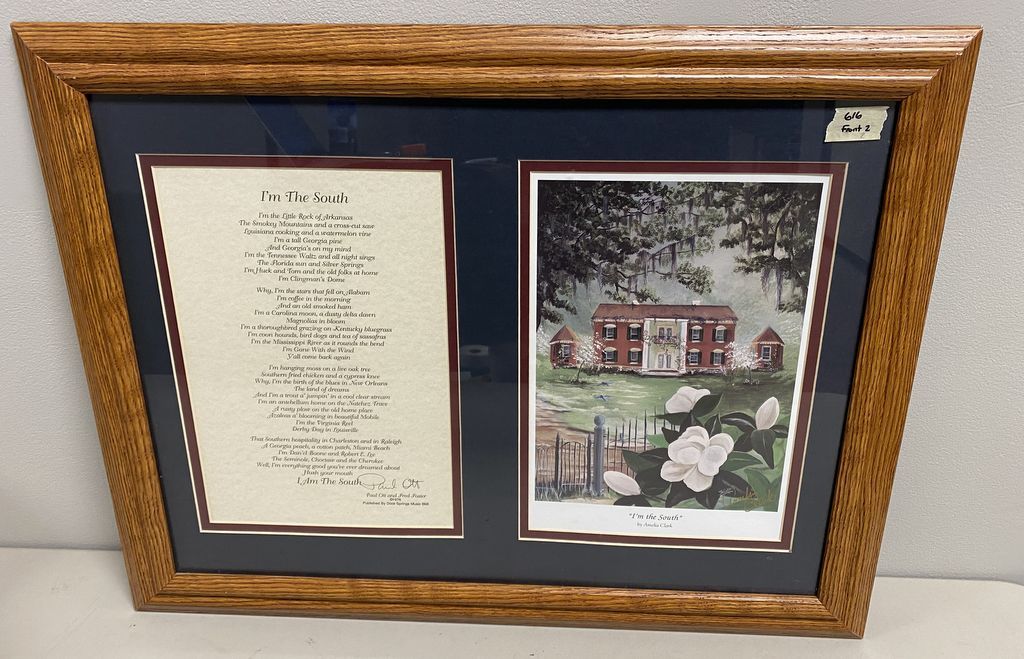 I'm The South
I'm the Little Rock of Arkansas
The Smokey Mountains and a cross-cut saw
Louisiana cooking and a watermelon vine
I'm a tall Georgia pine
And Georgia's on my mind
I'm the Tennessee Waltz and all night sings
The Florida sun and Silver Springs
I'm Huck and Tom and the old folks at home
I'm Clingman's Dome
Why, I'm the stars that fell on Alabam
I'm coffee in the morning
And an old smoked ham
I'm a Carolina moon, a dusty delta dawn
Magnolias in bloom
I'm a thoroughbred grazing on Kentucky bluegrass
I'm coon hounds, bird dogs and tea of sassafras
I'm the Mississippi River as it rounds the bend
I'm Gone With the Wind
Y'all come back again
I'm hanging moss on a live oak tree
Southern fried chicken and a cypress knee
Why, I'm the birth of the blues in New Orleans
The land of dreams
And I'm a trout a' jumpin' in a cool clear stream
I'm an antebellum home on the Natchez Trace
A rusty plow on the old home place
Azaleas a' blooming in beautiful Mobile
I'm the Virginia Reel
Derby Day in Louisville
That Southern hospitality in Charleston and in Raleigh
A Georgia peach, a cotton patch, Miami Beach
I'm Dan'el Boone and Robert E. Lee
The Seminole, Choctaw and the Cherokee
Well, I'm everything good you've ever dreamed about
Hush your mouth
I Am The South
Paul Ott
Paul Ott and Fred Foster
©1976
Published by Dixie Springs Music BMI
616
Front 2
"I'm the South"
by Amelia Clark